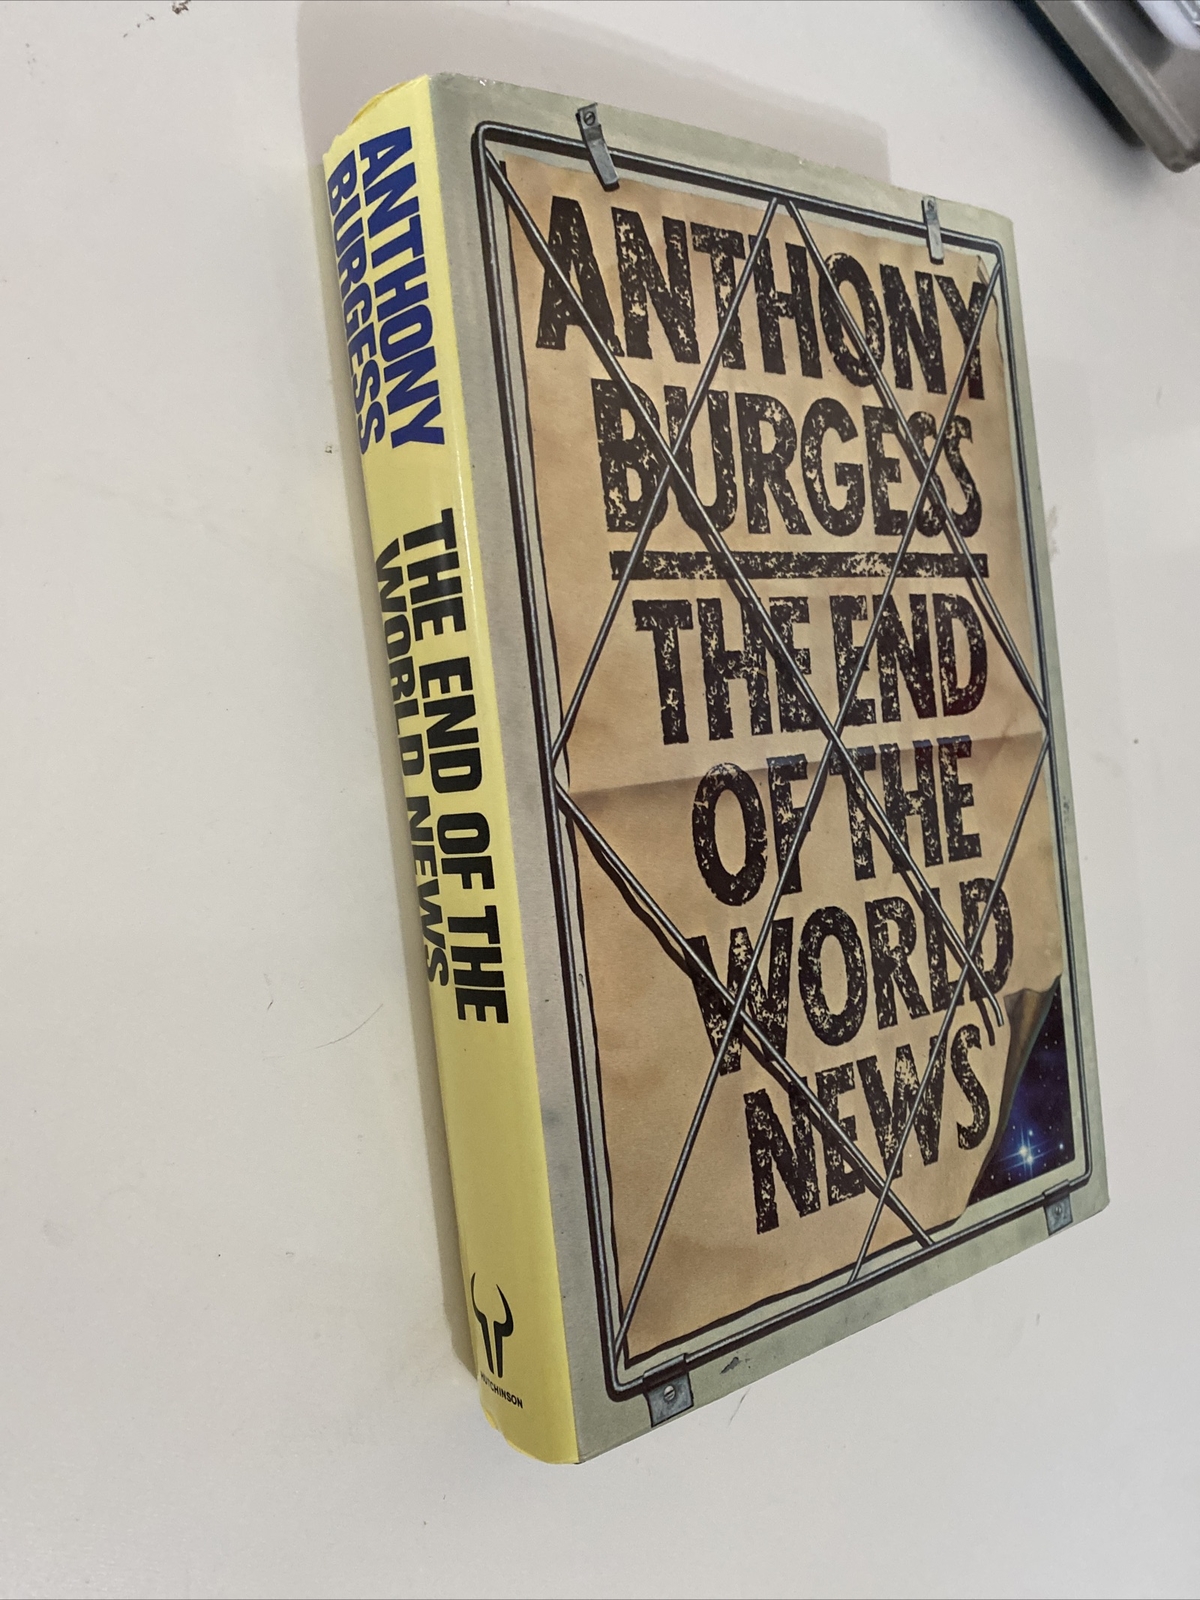 ANTHONY
BURGESS
THE END OF THE
WORLD NEWS
HUTCHINSON
ANTHONY
BURGESS
THE END
OF THE
WORLD
NEWS